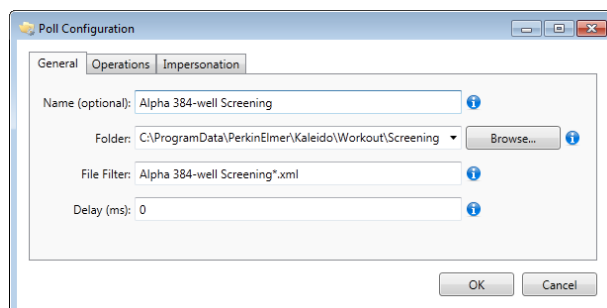 Poll Configuration
General Operations Impersonation
Name (optional): Alpha 384-well Screening
Folder: C:\ProgramData\PerkinElmer\Kaleido\Workout\Screening Browse...
File Filter: Alpha 384-well Screening*.xml
Delay (ms): 0
OK Cancel